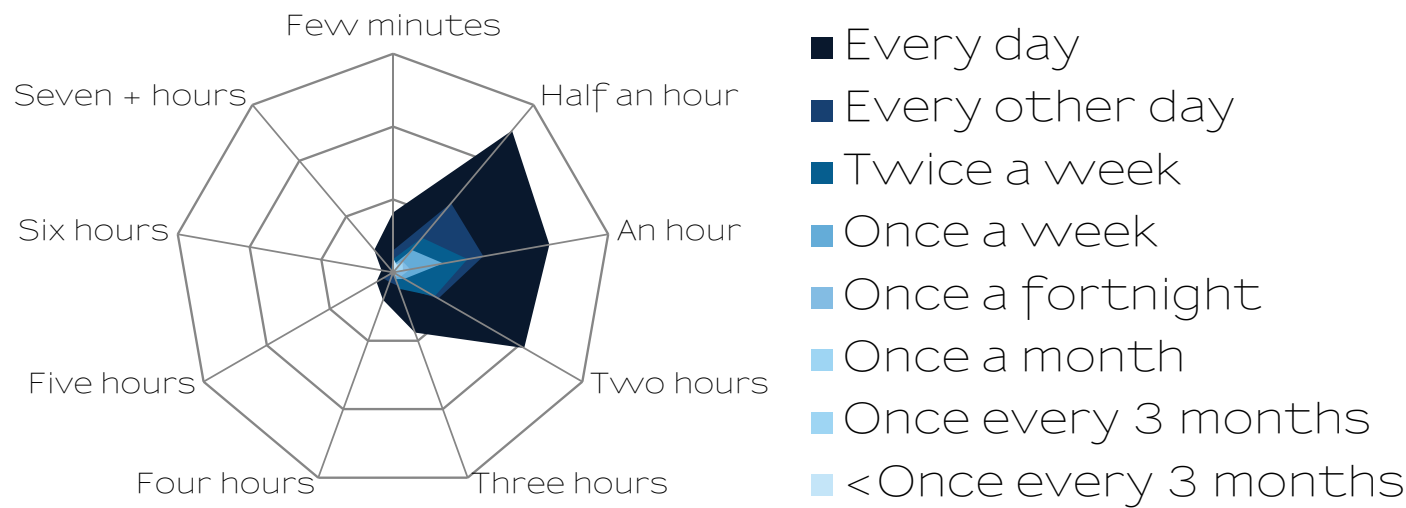 Few minutes
Half an hour
An hour
Two hours
Three hours
Four hours
Five hours
Six hours
Seven + hours
Every day
Every other day
Twice a week
Once a week
Once a fortnight
Once a month
Once every 3 months
<Once every 3 months